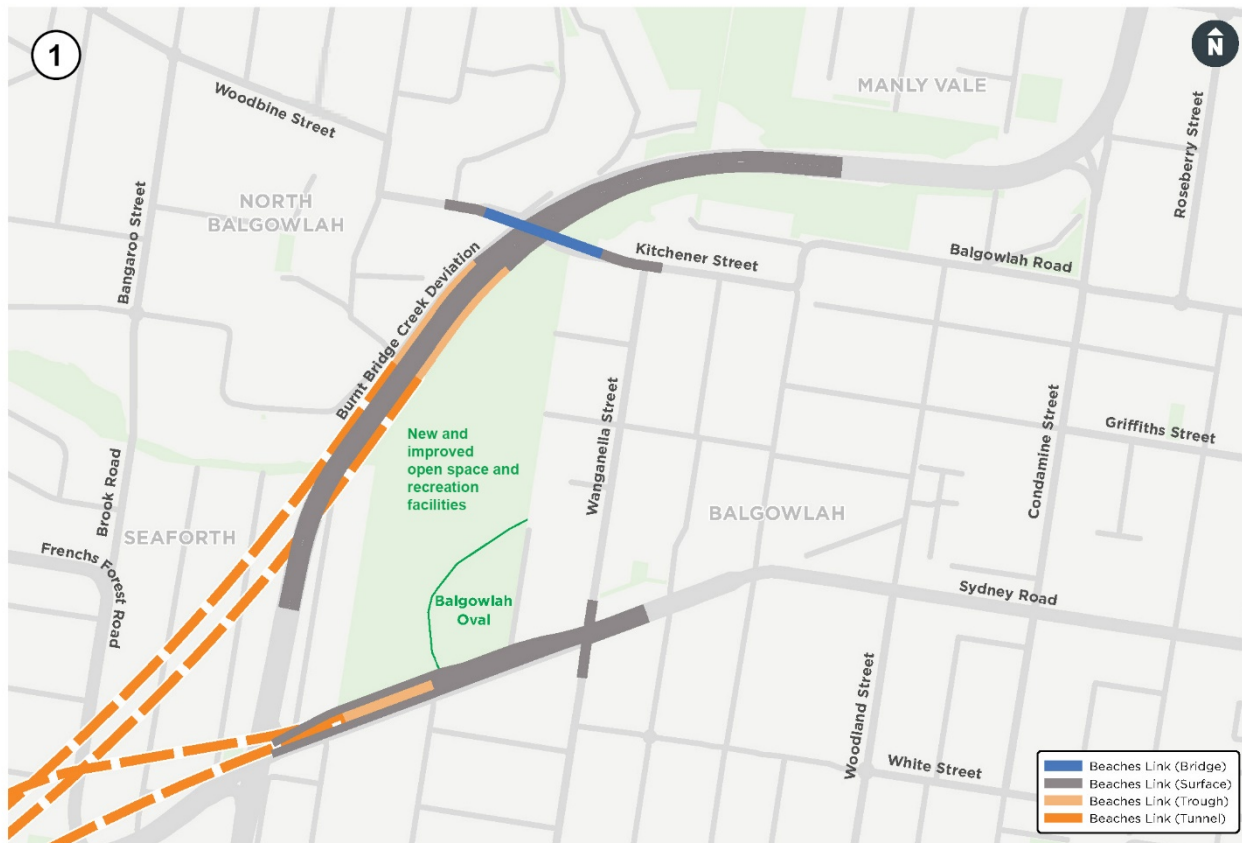 1
N
MANLY VALE
Woodbine Street
Roseberry Street
Bangaroo Street
NORTH
BALGOWLAH
Kitchener Street
Balgowlah Road
Burnt Bridge Creek Deviation
Wanganella Street
Condamine Street
Griffiths Street
New and
improved
open space and
recreation
facilities
Brook Road
SEAFORTH
BALGOWLAH
Frenchs Forest Road
Balgowlah
Oval
Sydney Road
Woodland Street
White Street
Beaches Link (Bridge)
Beaches Link (Surface)
Beaches Link (Trough)
Beaches Link (Tunnel)